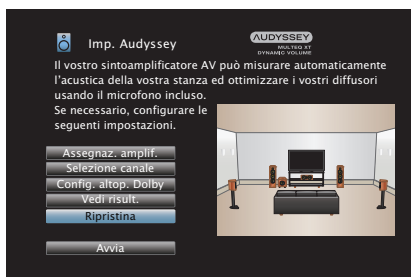 Imp. Audyssey
AUDYSSEY
MULTEQ XT
DYNAMIC VOLUME
Il vostro sintoamplificatore AV può misurare automaticamente
l'acustica della vostra stanza ed ottimizzare i vostri diffusori
usando il microfono incluso.
Se necessario, configurare le
seguenti impostazioni.
Assegnaz. amplif.
Selezione canale
Config. altop. Dolby
Vedi risult.
Ripristina
Avvia